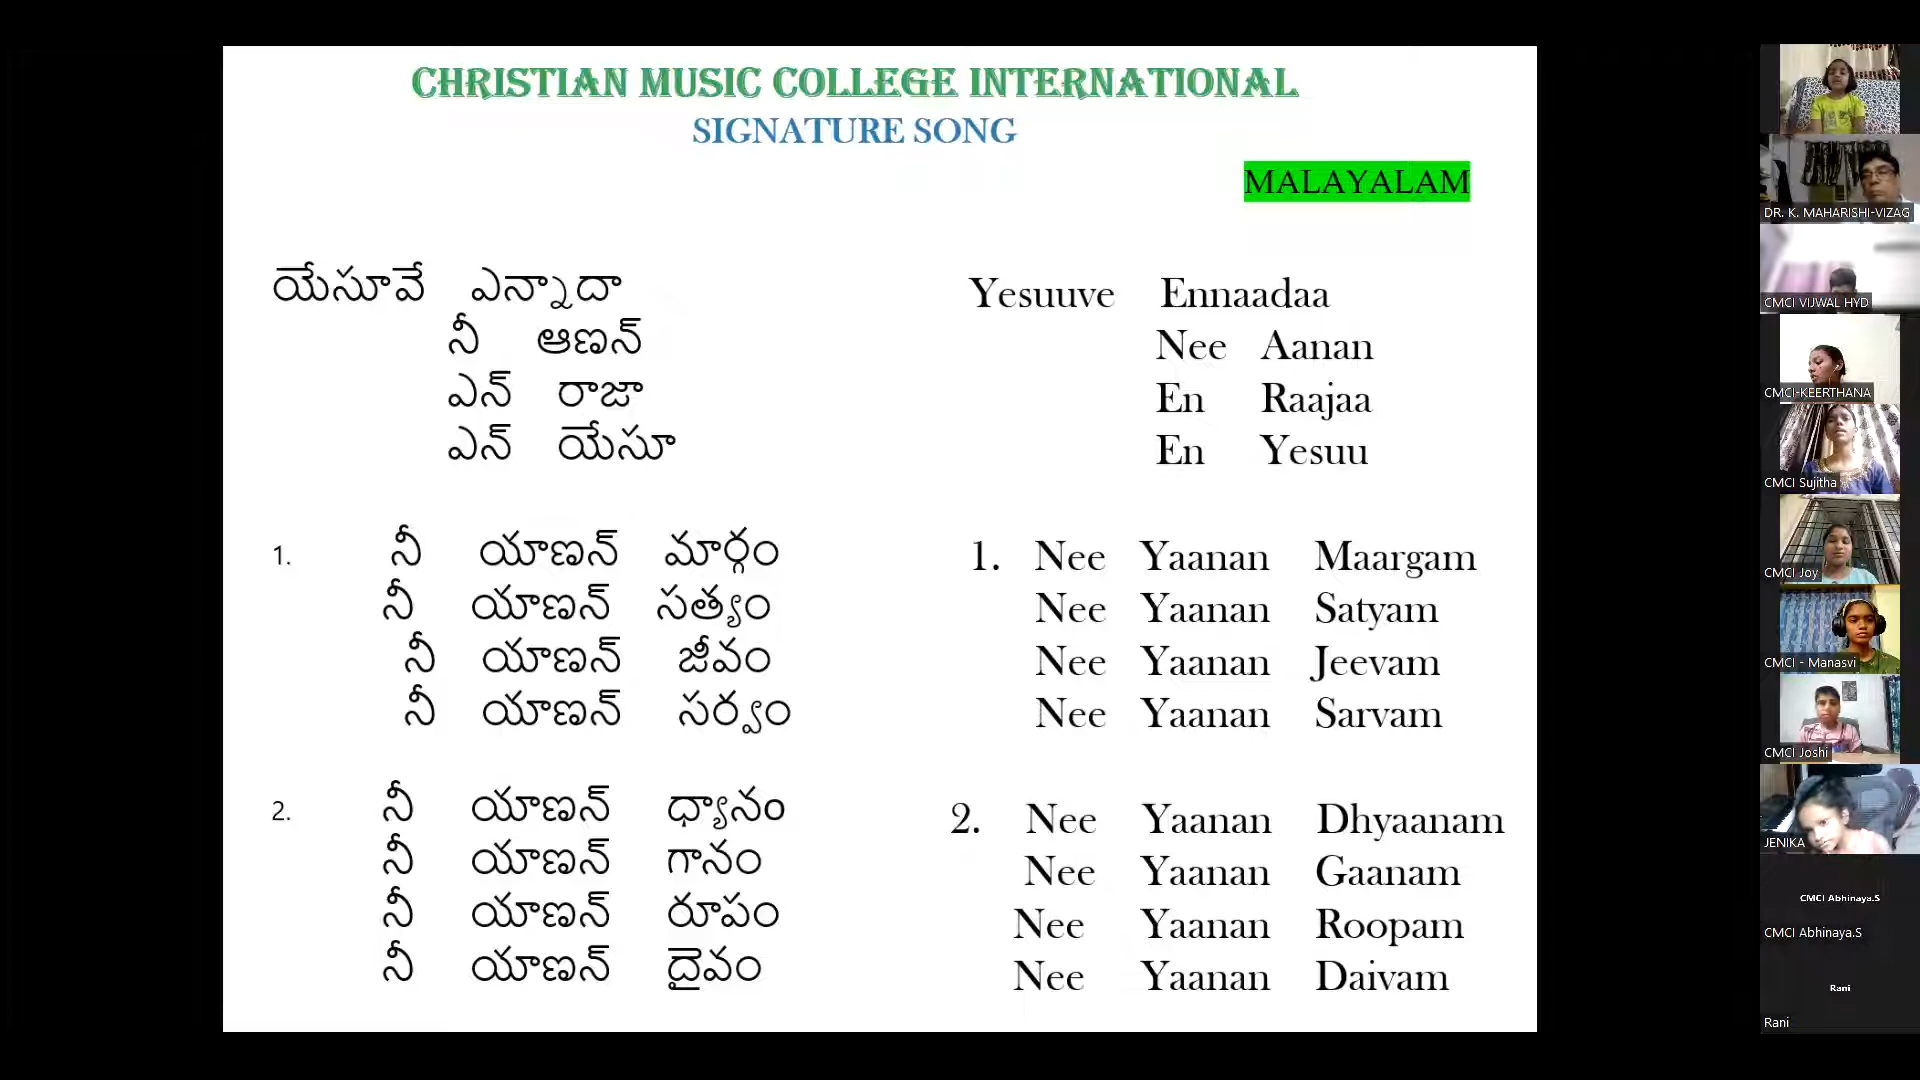 CHRISTIAN MUSIC COLLEGE INTERNATIONAL
SIGNATURE SONG
MALAYALAM
యేసూవే ఎన్నాదా
నీ ఆణన్
ఎన్ రాజా
ఎన్ యేసూ
1. నీ యాణన్ మార్గం
నీ యాణన్ సత్యం
నీ యాణన్ జీవం
నీ యాణన్ సర్వం
2. నీ యాణన్ ధ్యానం
నీ యాణన్ గానం
నీ యాణన్ రూపం
నీ యాణన్ దైవం
Yesuuve Ennaadaa
Nee Aanan
En Raajaa
En Yesuu
1. Nee Yaanan Maargam
Nee Yaanan Satyam
Nee Yaanan Jeevam
Nee Yaanan Sarvam
2. Nee Yaanan Dhyaanam
Nee Yaanan Gaanam
Nee Yaanan Roopam
Nee Yaanan Daivam
DR. K. MAHARISHI-VIZAG
CMCI VIJWAL HYD
CMCI-KEERTHANA
CMCI Sujitha
CMCI Joy
CMCI - Manasvi
CMCI Joshi
JENIKA
CMCI Abhinaya.S
CMCI Abhinaya.S
Rani
Rani